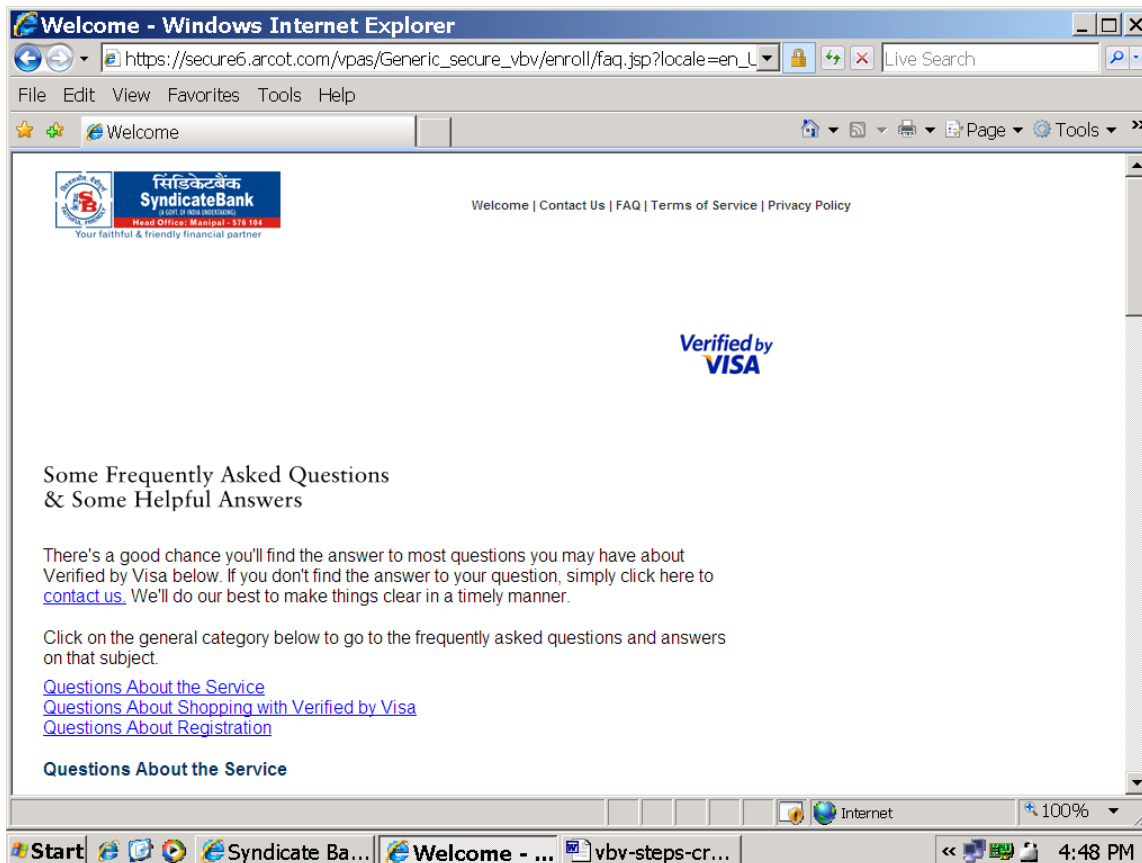 Welcome - Windows Internet Explorer
https://secure6.arcot.com/vpas/Generic_secure_vbv/enroll/faq.jsp?locale=en_U
Live Search
File Edit View Favorites Tools Help
Welcome
Page Tools »
सिंडिकेटबैंक
SyndicateBank
(A GOVT. OF INDIA UNDERTAKING)
Head Office: Manipal - 576 104
Your faithful & friendly financial partner
Welcome | Contact Us | FAQ | Terms of Service | Privacy Policy
Verified by
VISA
Some Frequently Asked Questions
& Some Helpful Answers
There's a good chance you'll find the answer to most questions you may have about
Verified by Visa below. If you don't find the answer to your question, simply click here to
contact us. We'll do our best to make things clear in a timely manner.
Click on the general category below to go to the frequently asked questions and answers
on that subject.
Questions About the Service
Questions About Shopping with Verified by Visa
Questions About Registration
Questions About the Service
Internet
100%
Start
Syndicate Ba...
Welcome - ...
vbv-steps-cr...
« 4:48 PM